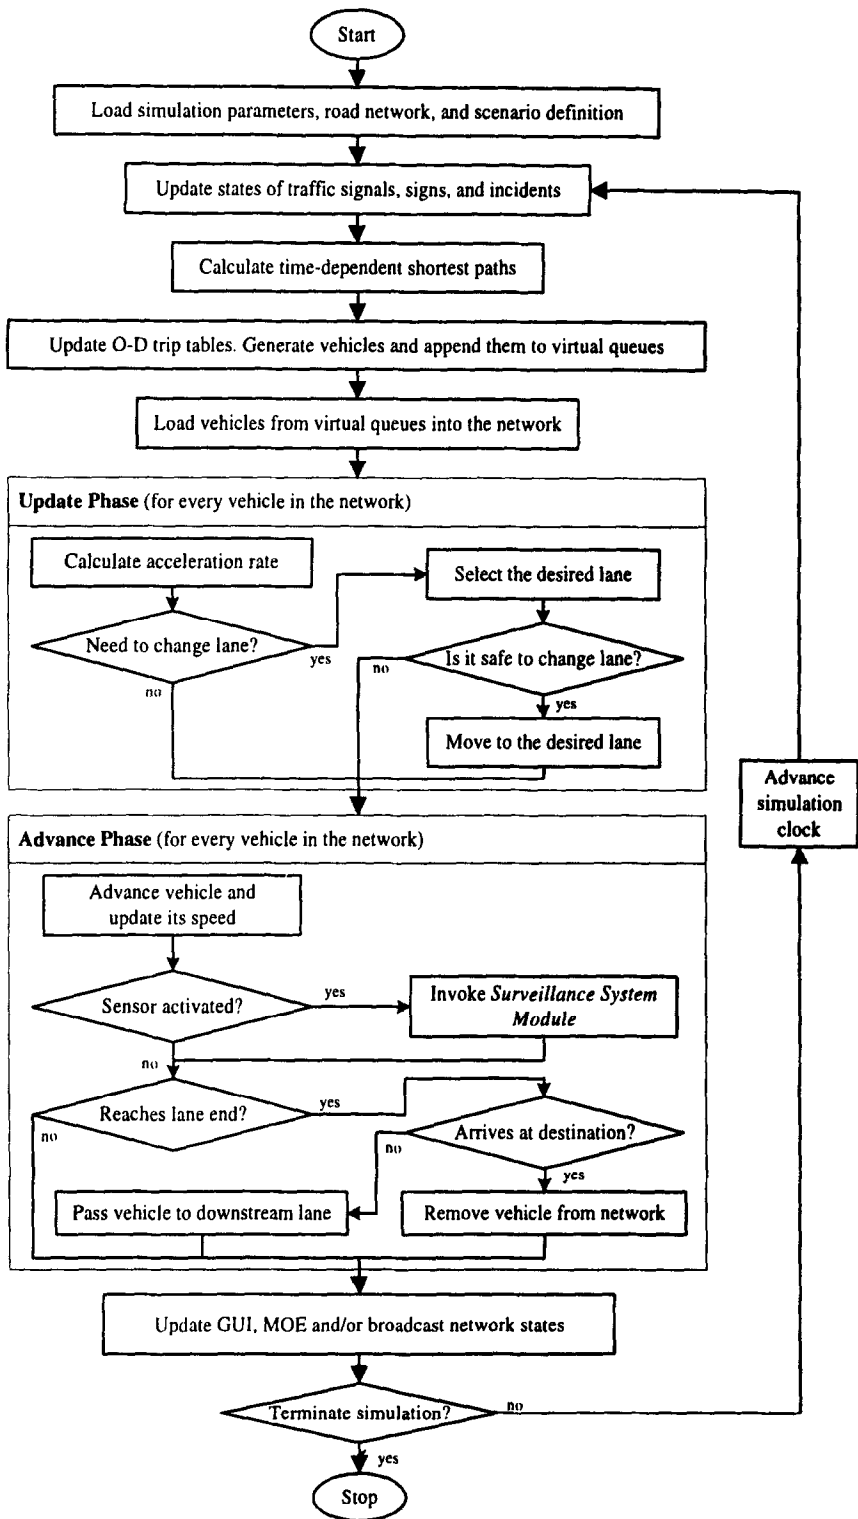 Start
Load simulation parameters, road network, and scenario definition
Update states of traffic signals, signs, and incidents
Calculate time-dependent shortest paths
Update O-D trip tables. Generate vehicles and append them to virtual queues
Load vehicles from virtual queues into the network
Update Phase (for every vehicle in the network)
Calculate acceleration rate
Select the desired lane
Need to change lane?
yes
no
Is it safe to change lane?
no
yes
Move to the desired lane
Advance
simulation
clock
Advance Phase (for every vehicle in the network)
Advance vehicle and
update its speed
Sensor activated?
yes
Invoke Surveillance System
Module
no
Reaches lane end?
yes
no
Arrives at destination?
no
yes
Pass vehicle to downstream lane
Remove vehicle from network
Update GUI, MOE and/or broadcast network states
Terminate simulation?
no
yes
Stop